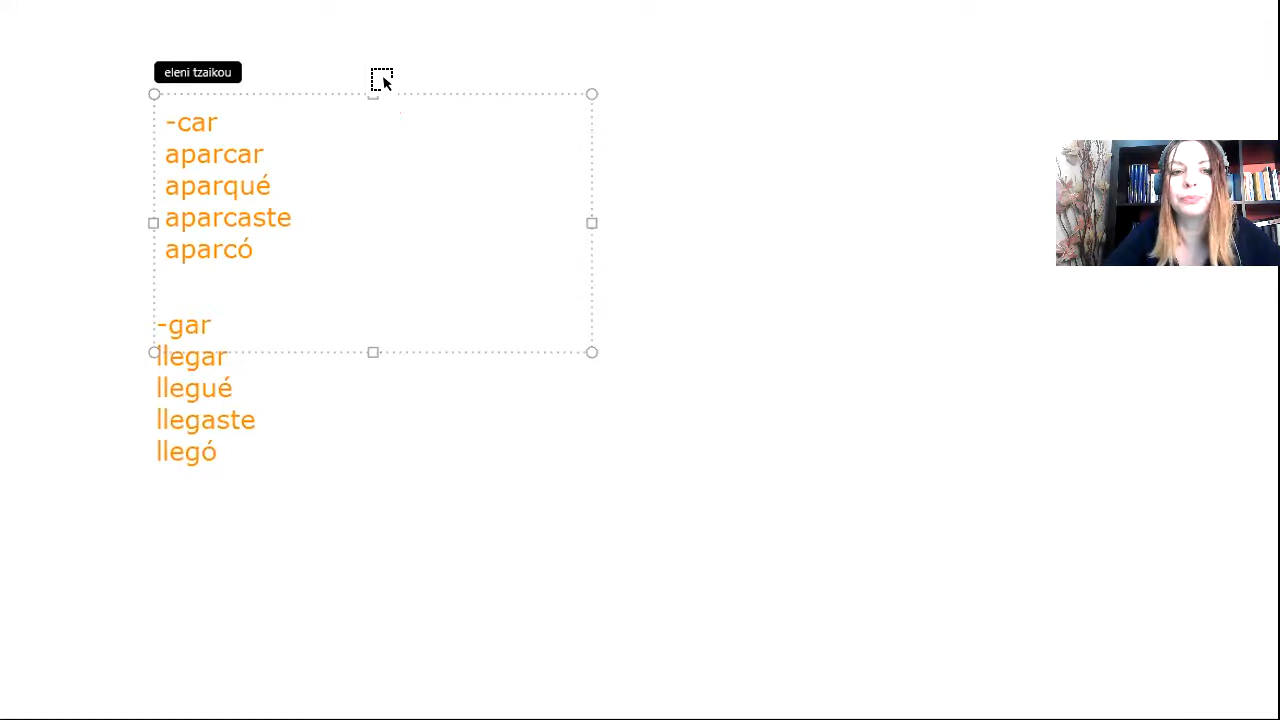 eleni tzaikou
-car
aparcar
aparqué
aparcaste
aparcó
-gar
llegar
llegué
llegaste
llegó